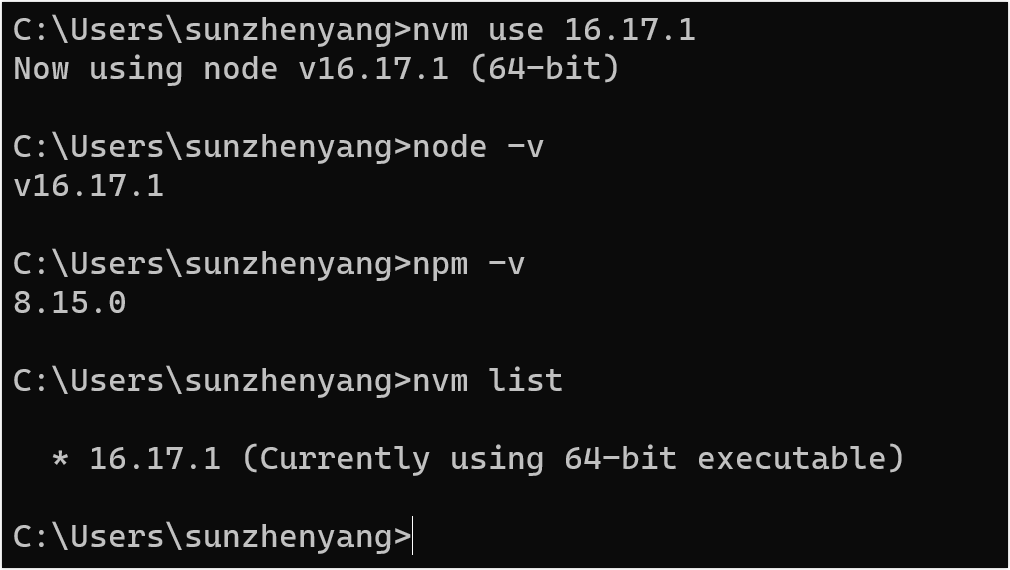 C:\Users\sunzhenyang>nvm use 16.17.1
Now using node v16.17.1 (64-bit)
C:\Users\sunzhenyang>node -v
v16.17.1
C:\Users\sunzhenyang>npm -v
8.15.0
C:\Users\sunzhenyang>nvm list
* 16.17.1 (Currently using 64-bit executable)
C:\Users\sunzhenyang>